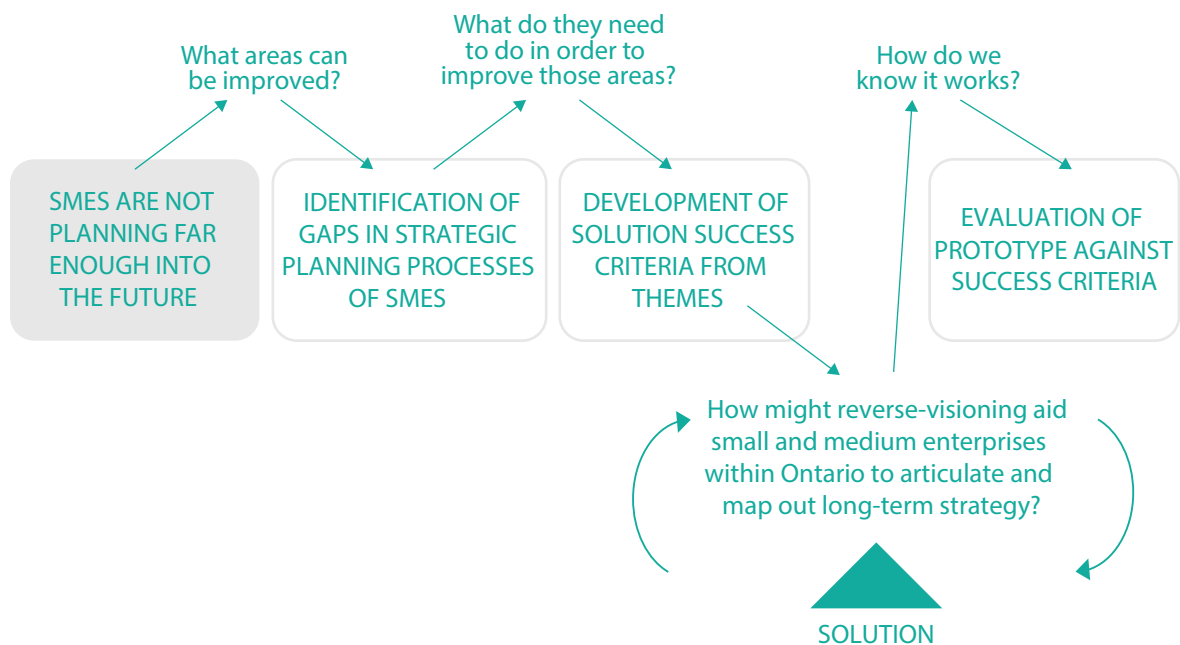 What areas can
be improved?
What do they need
to do in order to
improve those areas?
How do we
know it works?
SMES ARE NOT
PLANNING FAR
ENOUGH INTO
THE FUTURE
IDENTIFICATION OF
GAPS IN STRATEGIC
PLANNING PROCESSES
OF SMES
DEVELOPMENT OF
SOLUTION SUCCESS
CRITERIA FROM
THEMES
EVALUATION OF
PROTOTYPE AGAINST
SUCCESS CRITERIA
How might reverse-visioning aid
small and medium enterprises
within Ontario to articulate and
map out long-term strategy?
SOLUTION